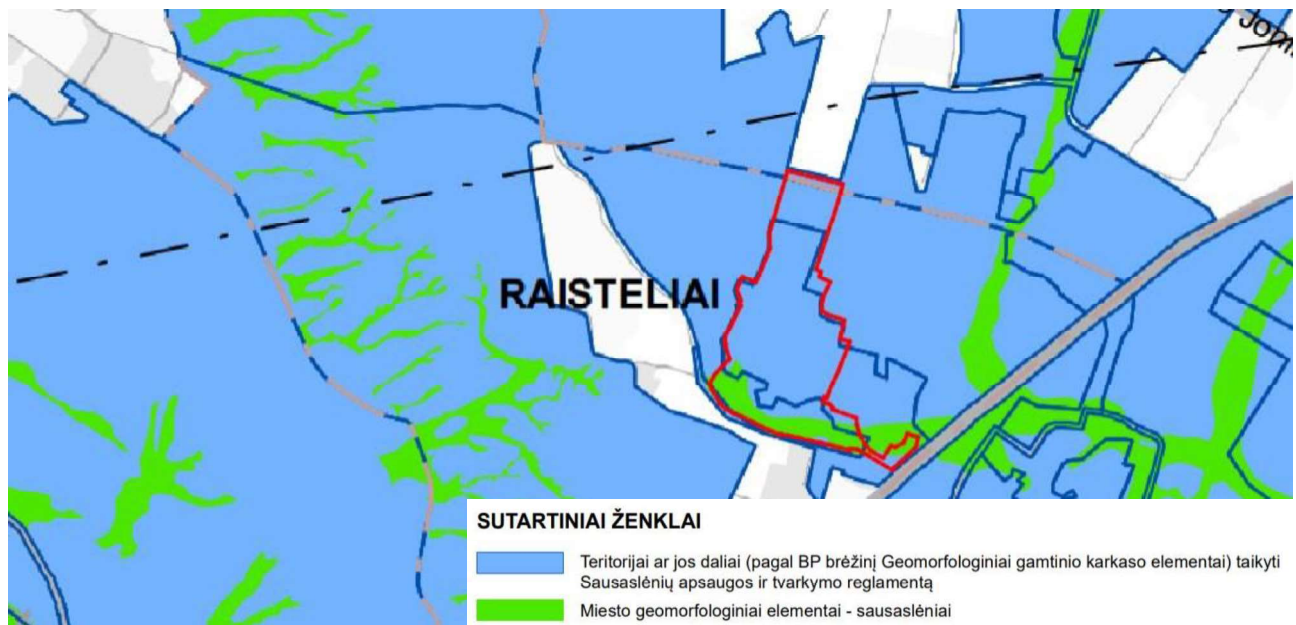 Jom
RAISTELIAI
SUTARTINIAI ŽENKLAI
Teritorijai ar jos daliai (pagal BP brėžinį Geomorfologiniai gamtinio karkaso elementai) taikyti
Sausaslėnių apsaugos ir tvarkymo reglamentą
Miesto geomorfologiniai elementai - sausaslėniai